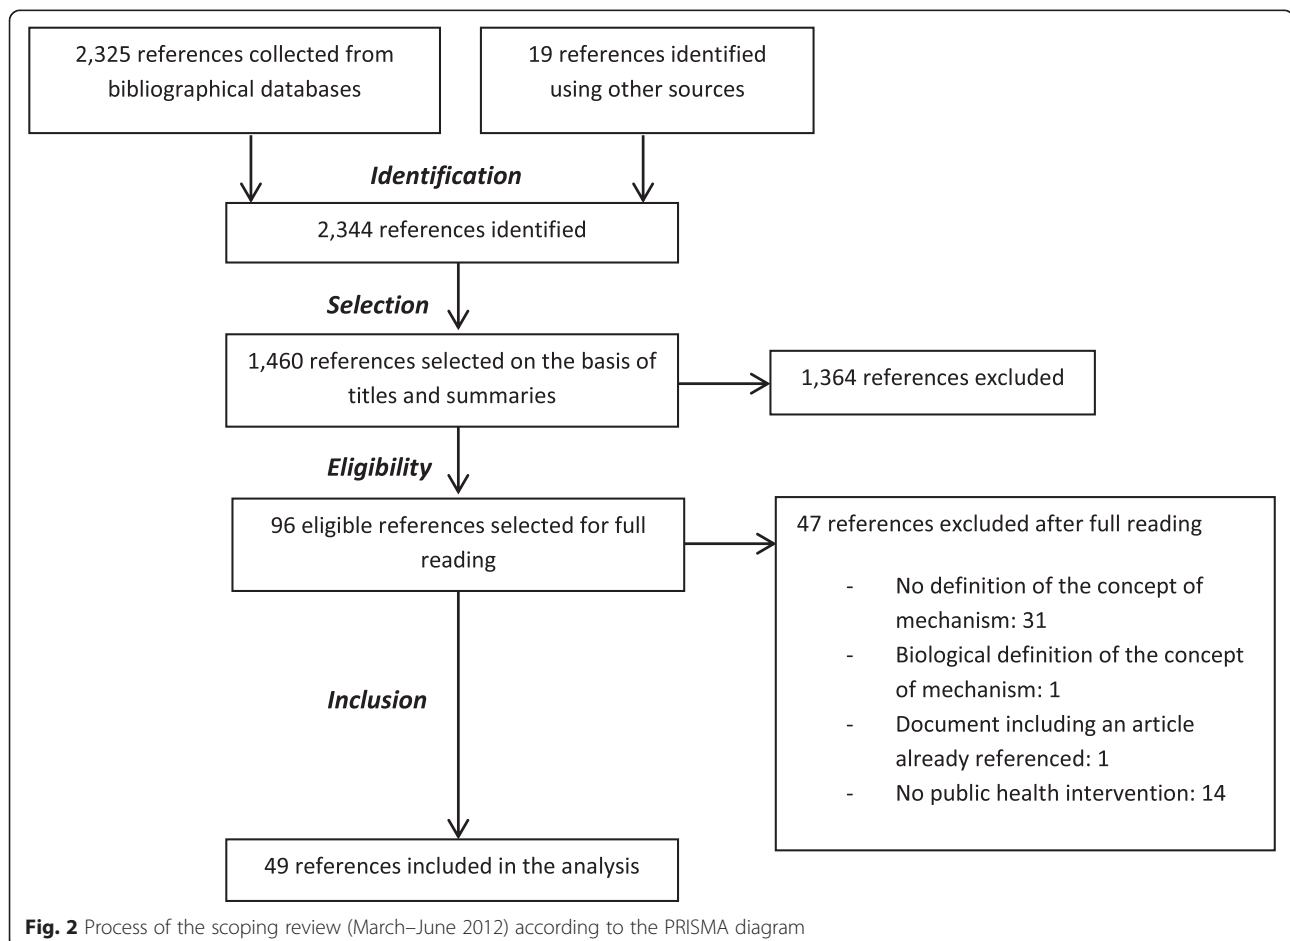 2,325 references collected from
bibliographical databases
19 references identified
using other sources
Identification
2,344 references identified
Selection
1,460 references selected on the basis of
titles and summaries
1,364 references excluded
Eligibility
96 eligible references selected for full
reading
47 references excluded after full reading
- No definition of the concept of
mechanism: 31
- Biological definition of the concept
of mechanism: 1
- Document including an article
already referenced: 1
- No public health intervention: 14
Inclusion
49 references included in the analysis
Fig. 2 Process of the scoping review (March–June 2012) according to the PRISMA diagram